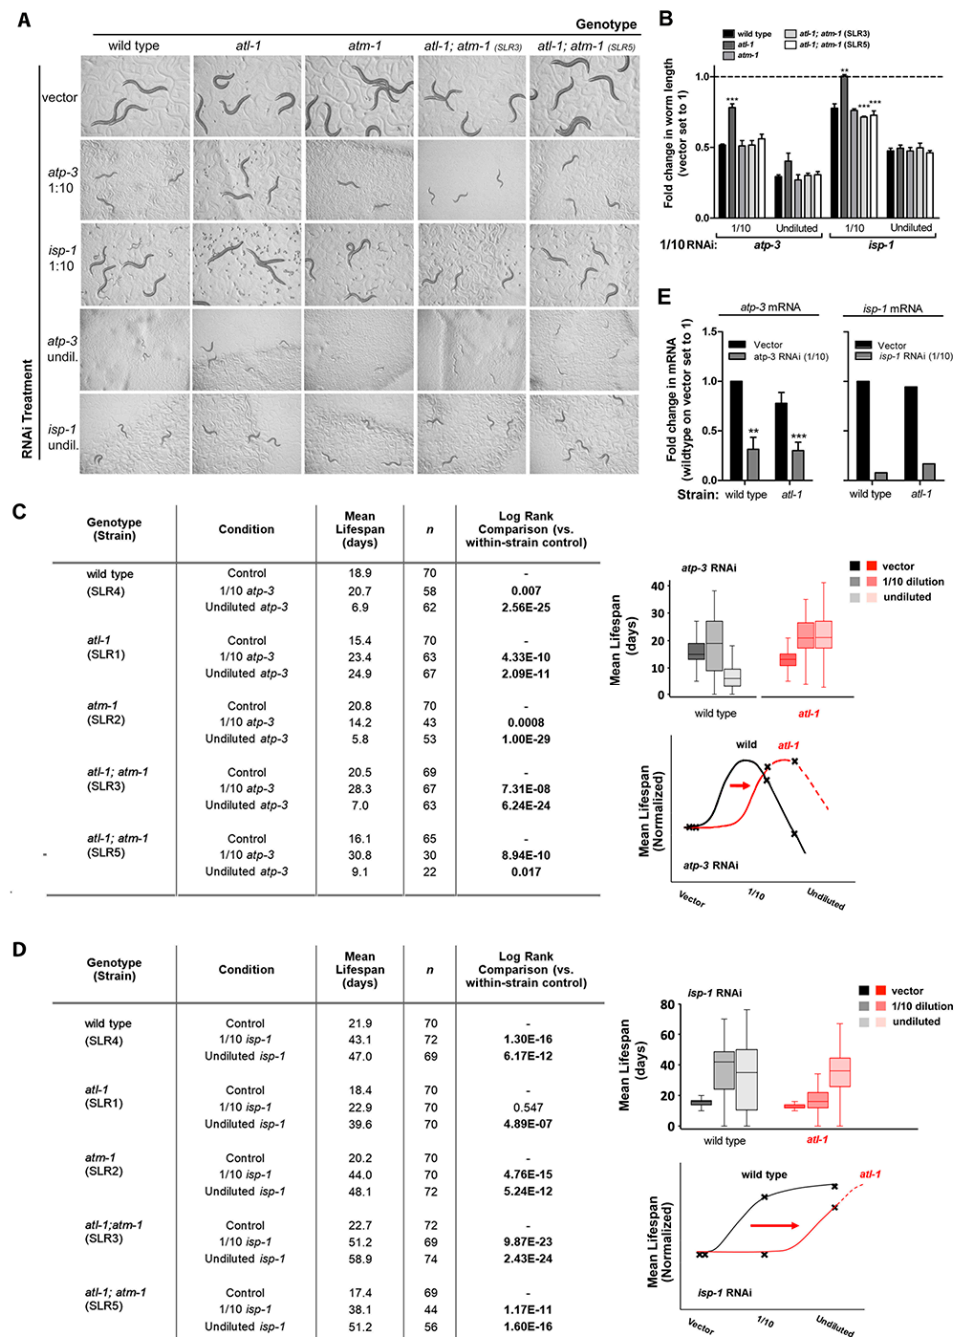 A
Genotype
wild type atl-1 atm-1 atl-1; atm-1 (SLR3) atl-1; atm-1 (SLR5)
RNAi Treatment
vector
atp-3
1:10
isp-1
1:10
atp-3
undil.
isp-1
undil.
B
wild type
atl-1
atm-1
atl-1; atm-1 (SLR3)
atl-1; atm-1 (SLR5)
Fold change in worm length
(vector set to 1)
1.0
0.5
0.0
***
**
*** ***
1/10 Undiluted 1/10 Undiluted
1/10 RNAi: atp-3 isp-1
E
atp-3 mRNA isp-1 mRNA
Fold change in mRNA
(wildtype on vector set to 1)
1.5
1.0
0.5
0.0
Vector
atp-3 RNAi (1/10)
Vector
isp-1 RNAi (1/10)
** ***
Strain: wild type atl-1 wild type atl-1
C
Genotype
(Strain)
Condition
Mean
Lifespan
(days)
n
Log Rank
Comparison (vs.
within-strain control)
wild type Control 18.9 70 -
(SLR4) 1/10 atp-3 20.7 58 0.007
Undiluted atp-3 6.9 62 2.56E-25
atl-1 Control 15.4 70 -
(SLR1) 1/10 atp-3 23.4 63 4.33E-10
Undiluted atp-3 24.9 67 2.09E-11
atm-1 Control 20.8 70 -
(SLR2) 1/10 atp-3 14.2 43 0.0008
Undiluted atp-3 5.8 53 1.00E-29
atl-1; atm-1 Control 20.5 69 -
(SLR3) 1/10 atp-3 28.3 67 7.31E-08
Undiluted atp-3 7.0 63 6.24E-24
atl-1; atm-1 Control 16.1 65 -
(SLR5) 1/10 atp-3 30.8 30 8.94E-10
Undiluted atp-3 9.1 22 0.017
atp-3 RNAi
vector
1/10 dilution
undiluted
Mean Lifespan
(days)
40
30
20
10
0
wild type atl-1
wild atl-1
Mean Lifespan
(Normalized)
atp-3 RNAi
Vector 1/10 Undiluted
D
Genotype
(Strain)
Condition
Mean
Lifespan
(days)
n
Log Rank
Comparison (vs.
within-strain control)
wild type Control 21.9 70 -
(SLR4) 1/10 isp-1 43.1 72 1.30E-16
Undiluted isp-1 47.0 69 6.17E-12
atl-1 Control 18.4 70 -
(SLR1) 1/10 isp-1 22.9 70 0.547
Undiluted isp-1 39.6 70 4.89E-07
atm-1 Control 20.2 70 -
(SLR2) 1/10 isp-1 44.0 70 4.76E-15
Undiluted isp-1 48.1 72 5.24E-12
atl-1;atm-1 Control 22.7 72 -
(SLR3) 1/10 isp-1 51.2 69 9.87E-23
Undiluted isp-1 58.9 74 2.43E-24
atl-1; atm-1 Control 17.4 69 -
(SLR5) 1/10 isp-1 38.1 44 1.17E-11
Undiluted isp-1 51.2 56 1.60E-16
isp-1 RNAi
vector
1/10 dilution
undiluted
Mean Lifespan
(days)
80
60
40
20
0
wild type atl-1
wild type atl-1
Mean Lifespan
(Normalized)
isp-1 RNAi
Vector 1/10 Undiluted